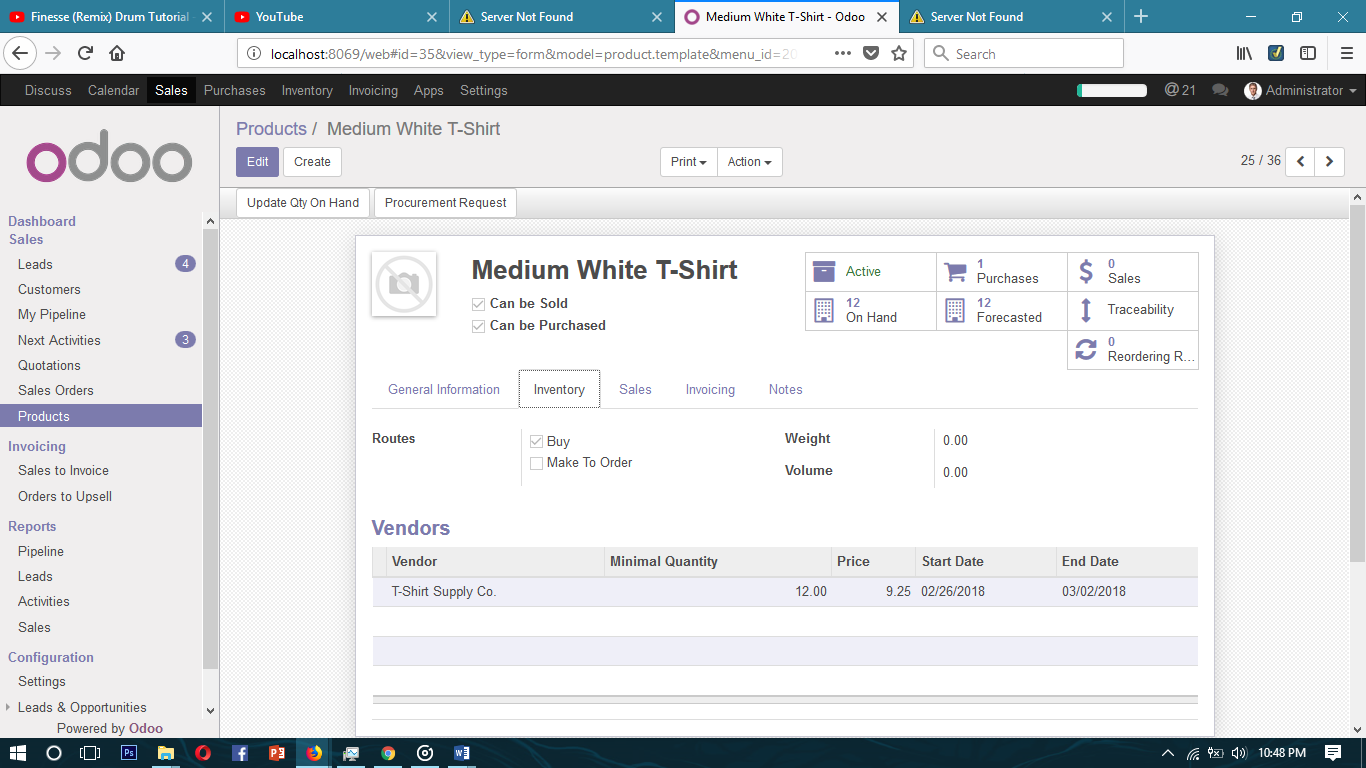 Finesse (Remix) Drum Tutorial
YouTube
Server Not Found
Medium White T-Shirt - Odoo
Server Not Found
localhost:8069/web#id=35&view_type=form&model=product.template&menu_id=20
Search
Discuss Calendar Sales Purchases Inventory Invoicing Apps Settings
@ 21 Administrator
odoo
Products / Medium White T-Shirt
Edit Create Print Action 25 / 36
Update Qty On Hand Procurement Request
Dashboard
Sales
Leads 4
Customers
My Pipeline
Next Activities 3
Quotations
Sales Orders
Products
Invoicing
Sales to Invoice
Orders to Upsell
Reports
Pipeline
Leads
Activities
Sales
Configuration
Settings
Leads & Opportunities
Powered by Odoo
Medium White T-Shirt
Can be Sold
Can be Purchased
Active
1
Purchases
0
Sales
12
On Hand
12
Forecasted
Traceability
0
Reordering R...
General Information Inventory Sales Invoicing Notes
Routes
Buy
Make To Order
Weight 0.00
Volume 0.00
Vendors
Vendor Minimal Quantity Price Start Date End Date
T-Shirt Supply Co. 12.00 9.25 02/26/2018 03/02/2018
10:48 PM